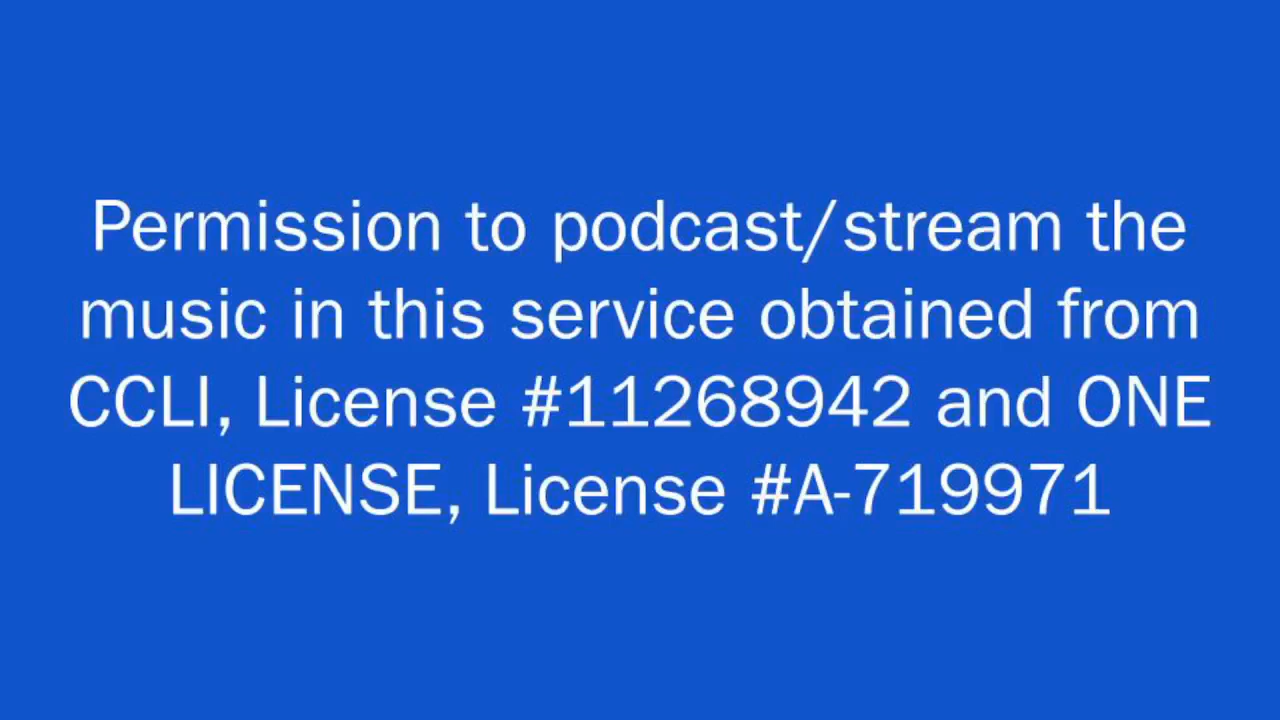 Permission to podcast/stream the
music in this service obtained from
CCLI, License #11268942 and ONE
LICENSE, License #A-719971